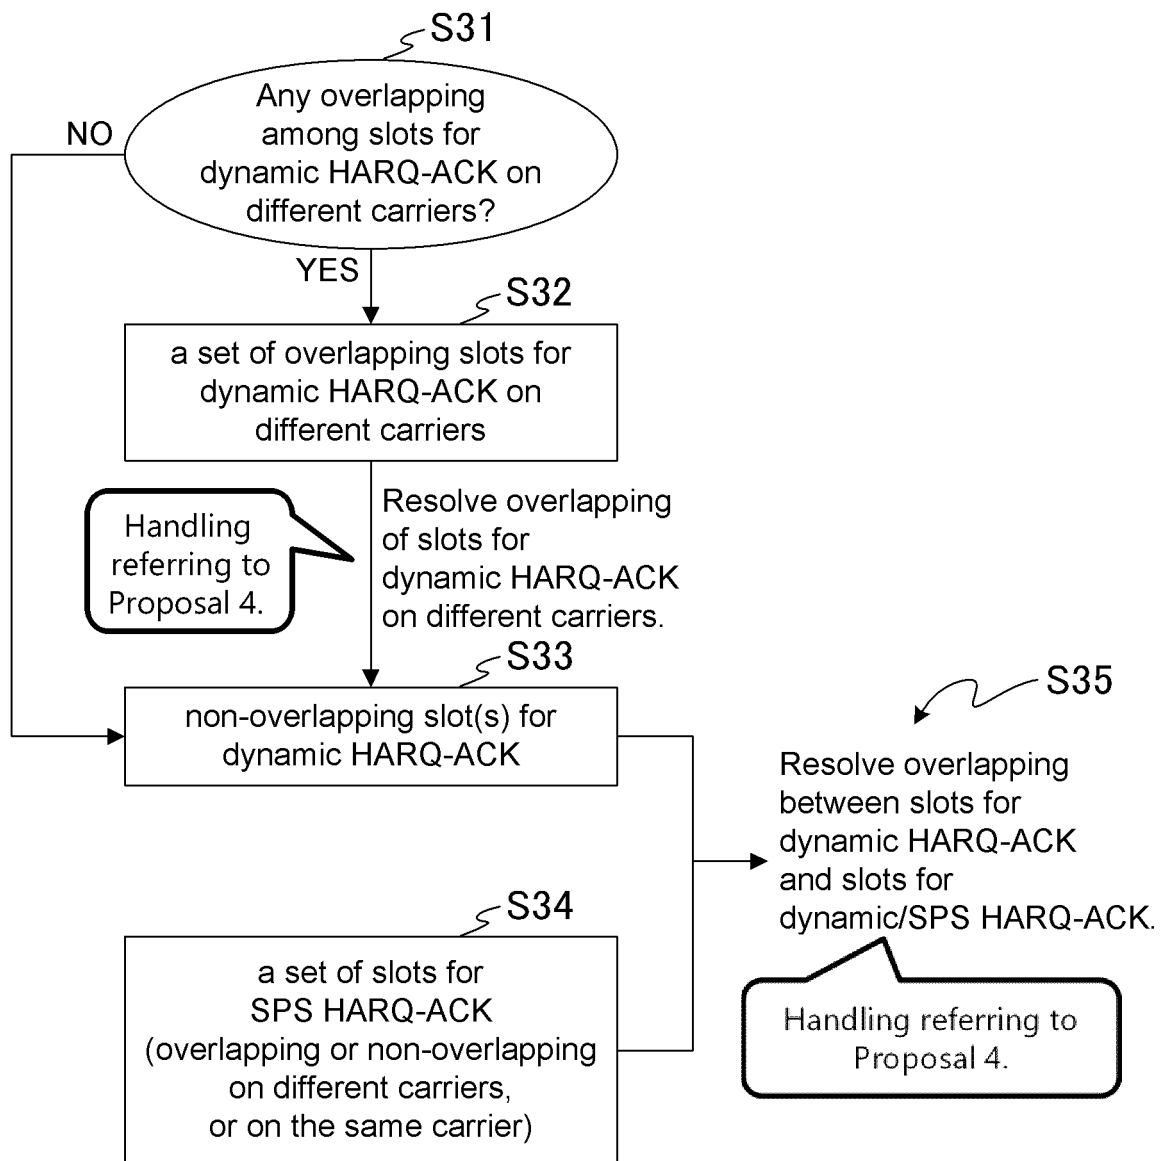 S31
Any overlapping
among slots for
dynamic HARQ-ACK on
different carriers?
NO
YES
S32
a set of overlapping slots for
dynamic HARQ-ACK on
different carriers
Handling
referring to
Proposal 4.
Resolve overlapping
of slots for
dynamic HARQ-ACK
on different carriers.
S33
non-overlapping slot(s) for
dynamic HARQ-ACK
S34
a set of slots for
SPS HARQ-ACK
(overlapping or non-overlapping
on different carriers,
or on the same carrier)
S35
Resolve overlapping
between slots for
dynamic HARQ-ACK
and slots for
dynamic/SPS HARQ-ACK.
Handling referring to
Proposal 4.